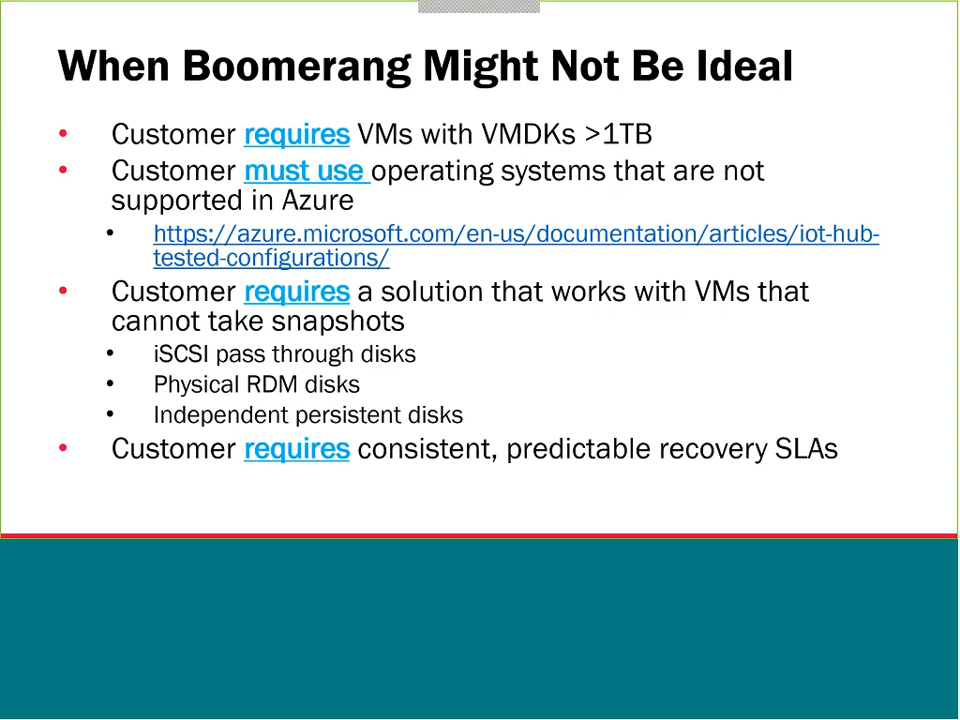 When Boomerang Might Not Be Ideal
• Customer requires VMs with VMDKs >1TB
• Customer must use operating systems that are not
supported in Azure
• https://azure.microsoft.com/en-us/documentation/articles/iot-hub-
tested-configurations/
• Customer requires a solution that works with VMs that
cannot take snapshots
• iSCSI pass through disks
• Physical RDM disks
• Independent persistent disks
• Customer requires consistent, predictable recovery SLAs